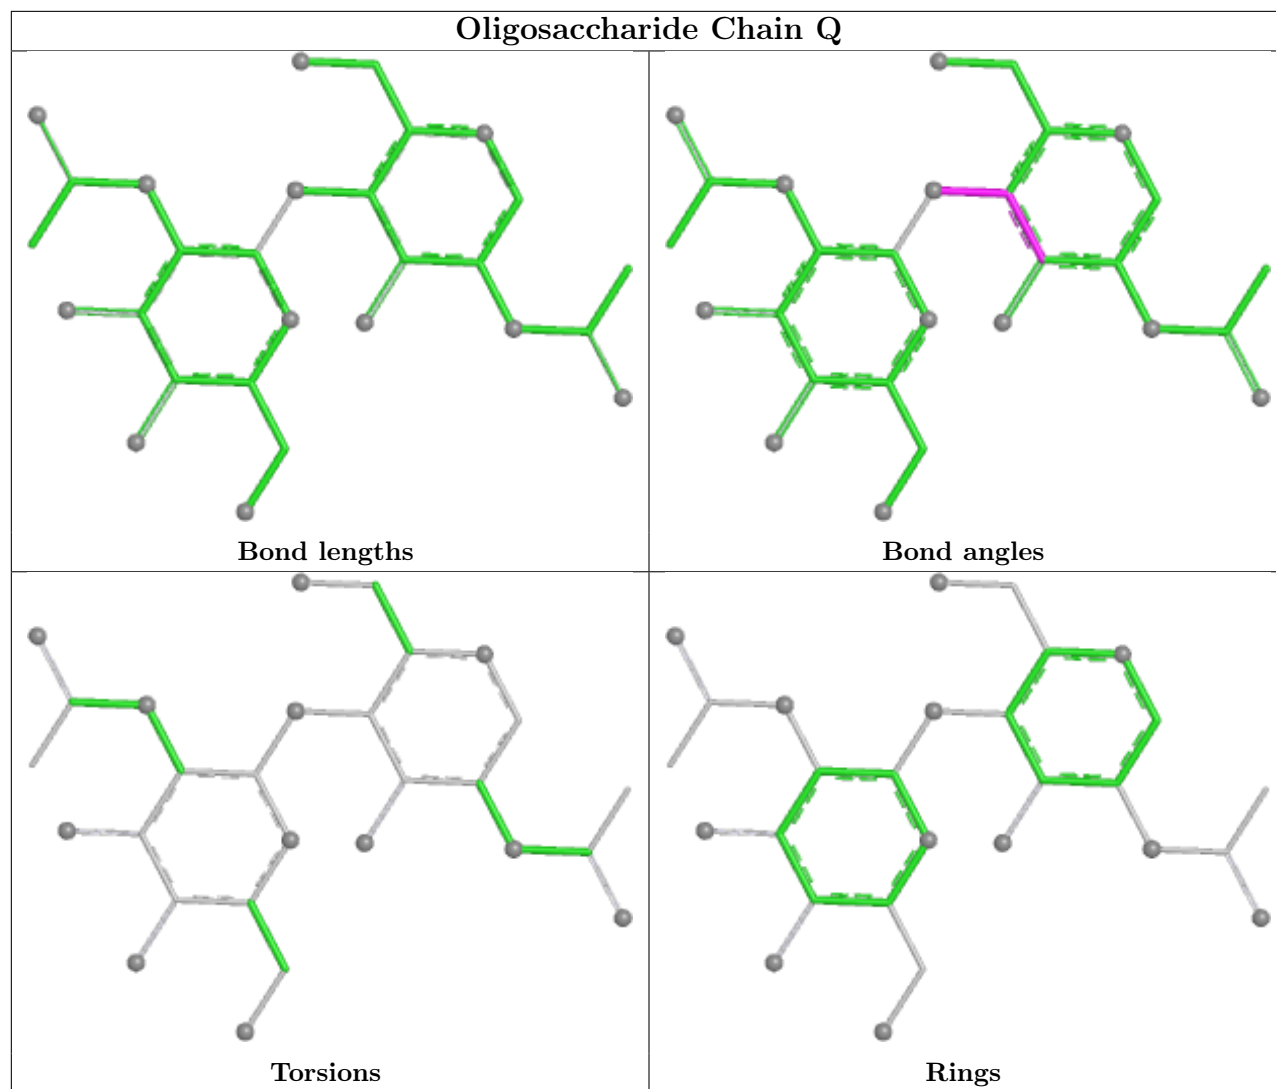 Oligosaccharide Chain Q
Bond lengths
Bond angles
Torsions
Rings